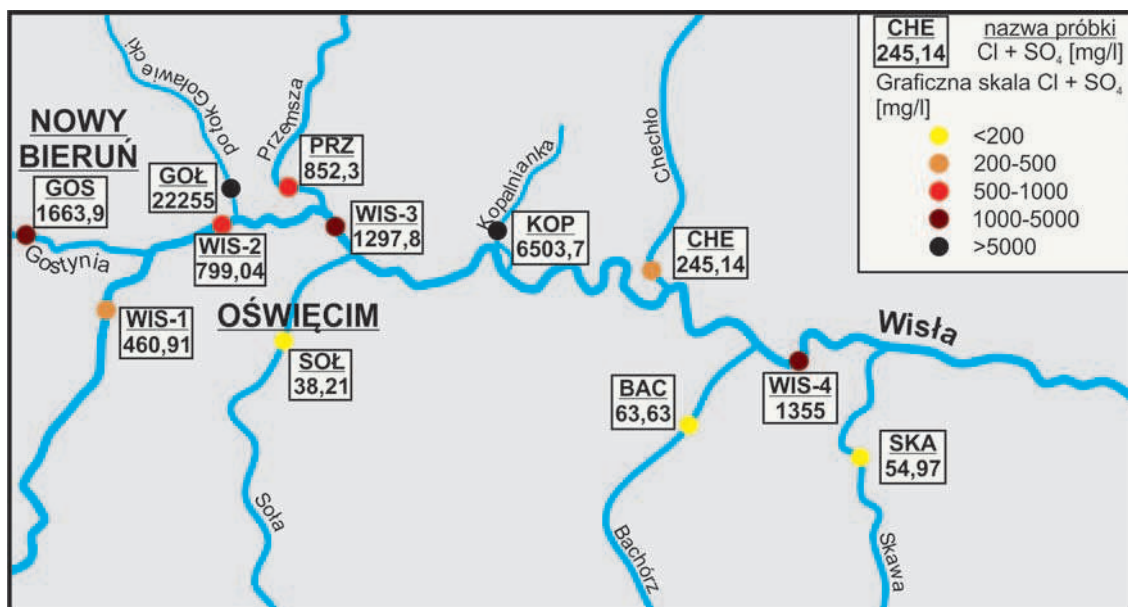 CHE
245,14
nazwa próbki
Cl + SO₄ [mg/l]
Graficzna skala Cl + SO₄
[mg/l]
<200
200-500
500-1000
1000-5000
>5000
potok Goławiecki
Przemsza
NOWY
BIERUŃ
GOS
1663,9
GOŁ
22255
PRZ
852,3
Gostynia
WIS-2
799,04
WIS-3
1297,8
Kopalnianka
KOP
6503,7
Chechło
CHE
245,14
WIS-1
460,91
OŚWIĘCIM
SOŁ
38,21
Wisła
BAC
63,63
WIS-4
1355
SKA
54,97
Soła
Bachórz
Skawa